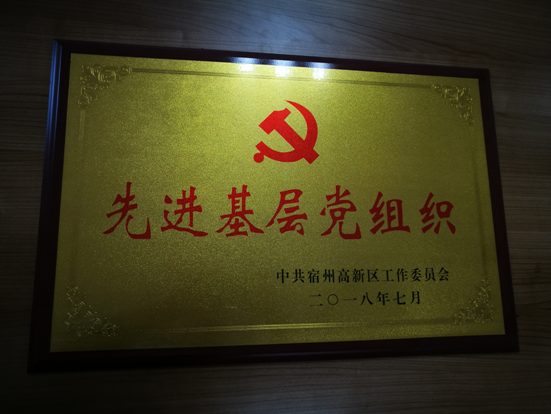 先进基层党组织
中共宿州高新区工作委员会
二〇一八年七月